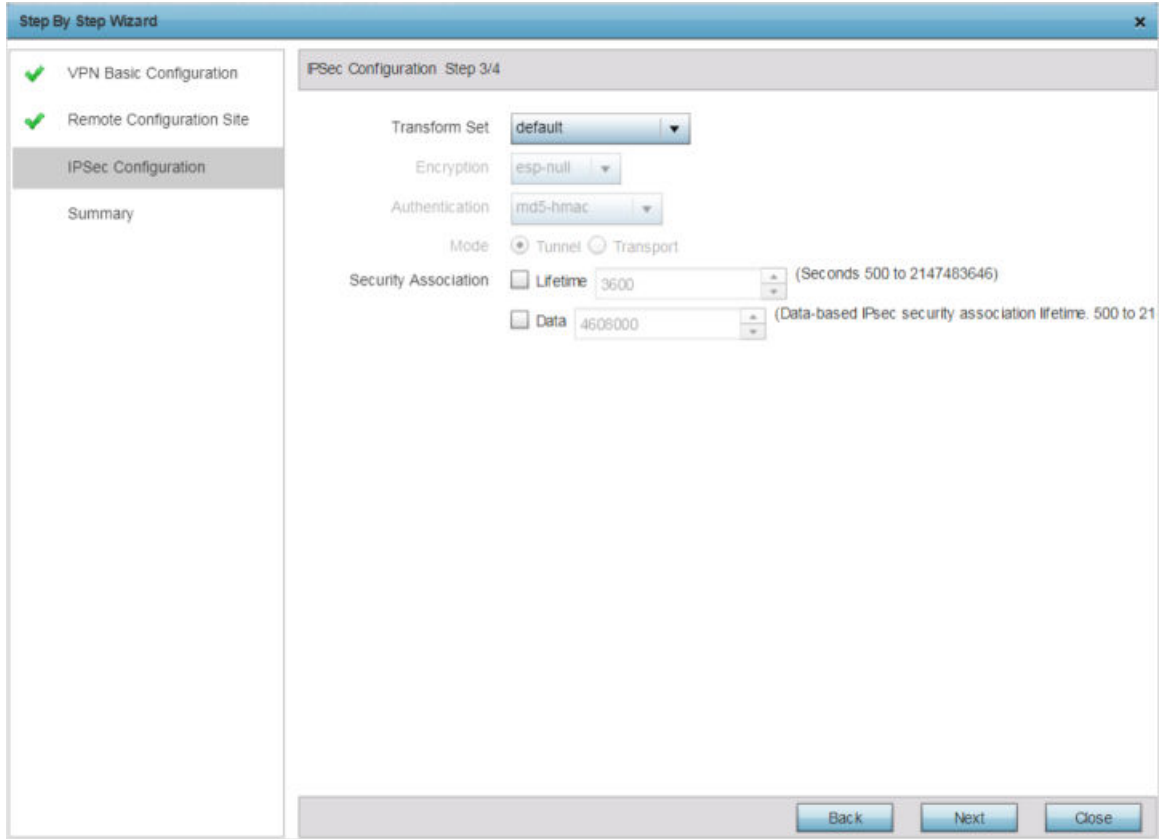 Step By Step Wizard
VPN Basic Configuration
Remote Configuration Site
IPSec Configuration
Summary
IPSec Configuration Step 3/4
Transform Set default
Encryption esp-null
Authentication md5-hmac
Mode Tunnel Transport
Security Association Lifetime 3600 (Seconds 500 to 2147483646)
Data 4608000 (Data-based IPsec security association lifetime. 500 to 21
Back Next Close